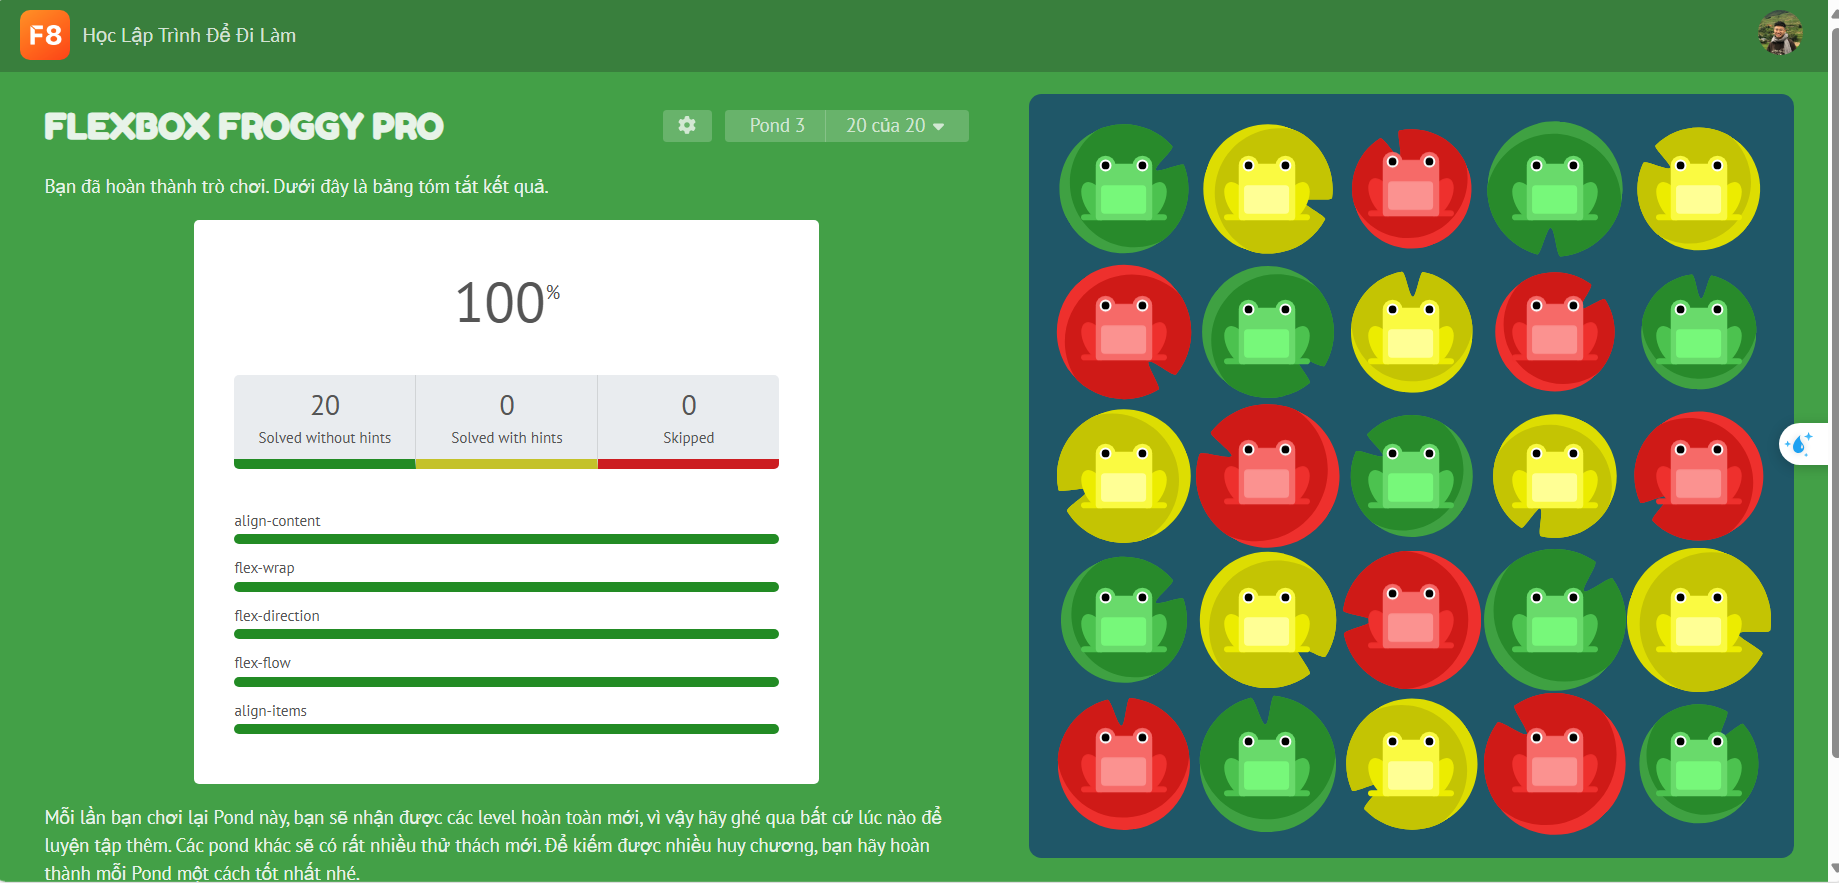 F8 Học Lập Trình Để Đi Làm
FLEXBOX FROGGY PRO
Pond 3
20 của 20
Bạn đã hoàn thành trò chơi. Dưới đây là bảng tóm tắt kết quả.
100%
20
Solved without hints
0
Solved with hints
0
Skipped
align-content
flex-wrap
flex-direction
flex-flow
align-items
Mỗi lần bạn chơi lại Pond này, bạn sẽ nhận được các level hoàn toàn mới, vì vậy hãy ghé qua bất cứ lúc nào để
luyện tập thêm. Các pond khác sẽ có rất nhiều thử thách mới. Để kiếm được nhiều huy chương, bạn hãy hoàn
thành mỗi Pond một cách tốt nhất nhé.